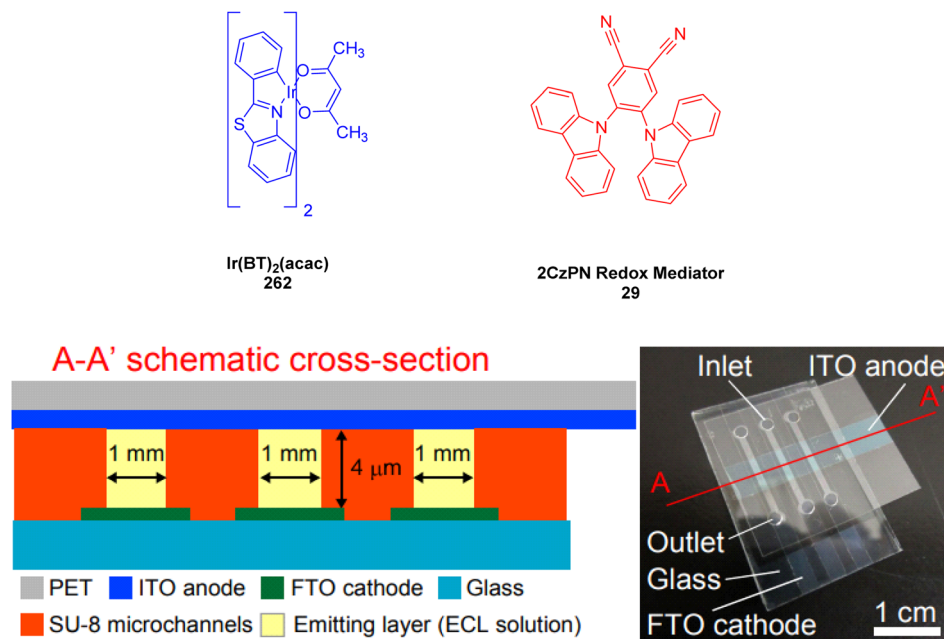 N
N
CH₃
O
Ir
N
O
S
CH₃
2
N
N
Ir(BT)₂(acac)
262
2CzPN Redox Mediator
29
A-A' schematic cross-section
Inlet
ITO anode
A'
1 mm
1 mm
4 μm
1 mm
A
Outlet
Glass
FTO cathode
1 cm
PET
ITO anode
FTO cathode
Glass
SU-8 microchannels
Emitting layer (ECL solution)